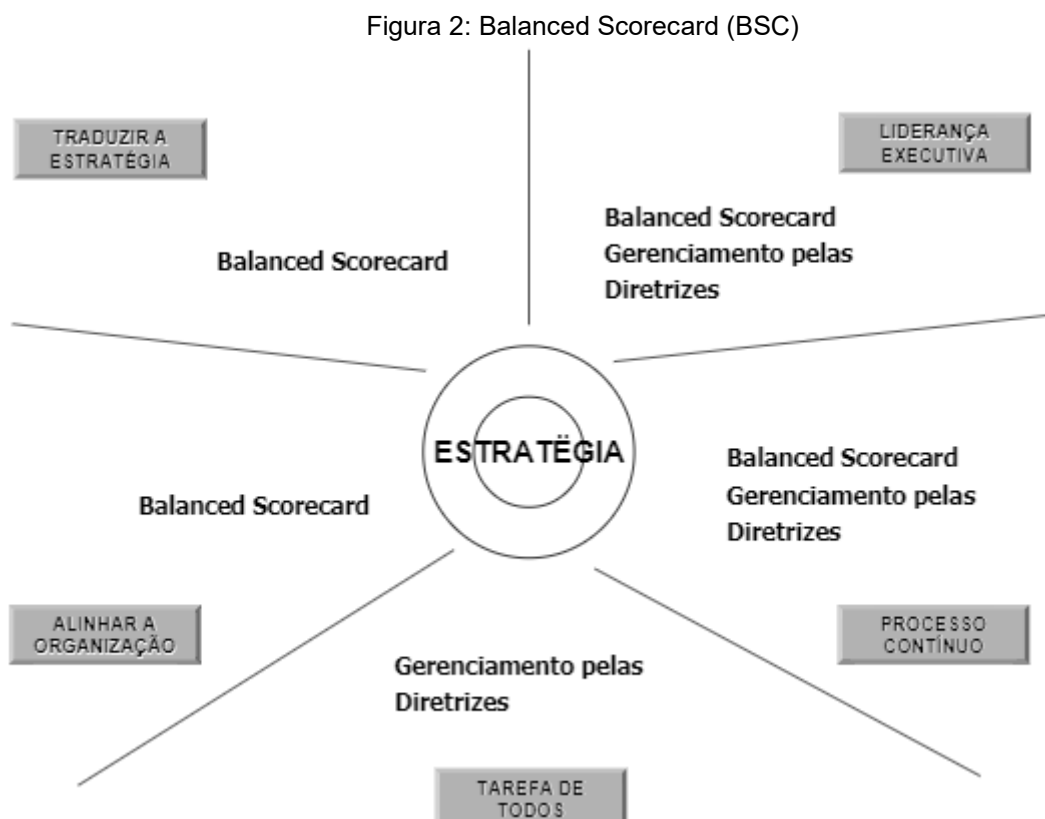 Figura 2: Balanced Scorecard (BSC)
TRADUZIR A
ESTRATÉGIA
LIDERANÇA
EXECUTIVA
Balanced Scorecard
Balanced Scorecard
Gerenciamento pelas
Diretrizes
ESTRATËGIA
Balanced Scorecard
Balanced Scorecard
Gerenciamento pelas
Diretrizes
ALINHAR A
ORGANIZAÇÃO
PROCESSO
CONTÍNUO
Gerenciamento pelas
Diretrizes
TAREFA DE
TODOS